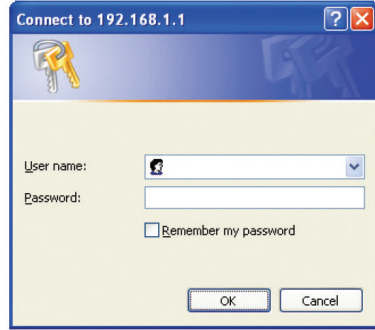 Connect to 192.168.1.1
User name:
Password:
Remember my password
OK
Cancel